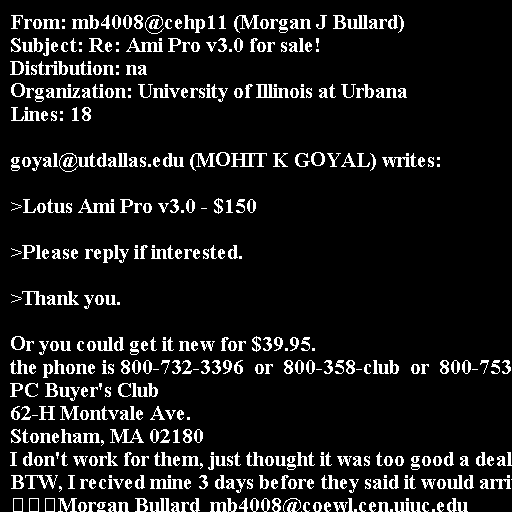 From: mb4008@cehp11 (Morgan J Bullard)
Subject: Re: Ami Pro v3.0 for sale!
Distribution: na
Organization: University of Illinois at Urbana
Lines: 18
goyal@utdallas.edu (MOHIT K GOYAL) writes:
>Lotus Ami Pro v3.0 - $150
>Please reply if interested.
>Thank you.
Or you could get it new for $39.95.
the phone is 800-732-3396  or  800-358-club  or  800-753
PC Buyer's Club
62-H Montvale Ave.
Stoneham, MA 02180
I don't work for them, just thought it was too good a deal
BTW, I recived mine 3 days before they said it would arri
□□□Morgan Bullard  mb4008@coewl.cen.uiuc.edu